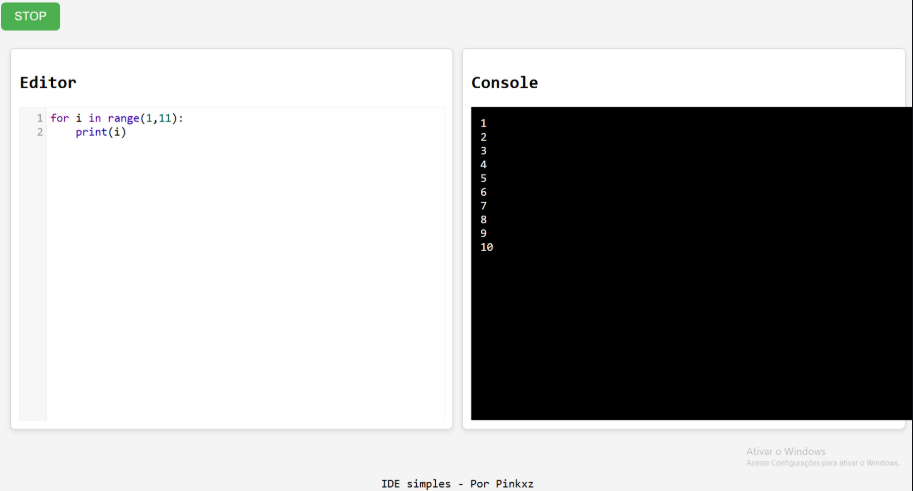 STOP
Editor
1 for i in range(1,11):
2     print(i)
Console
1
2
3
4
5
6
7
8
9
10
Ativar o Windows
Acesse Configurações para ativar o Windows.
IDE simples - Por Pinkxz